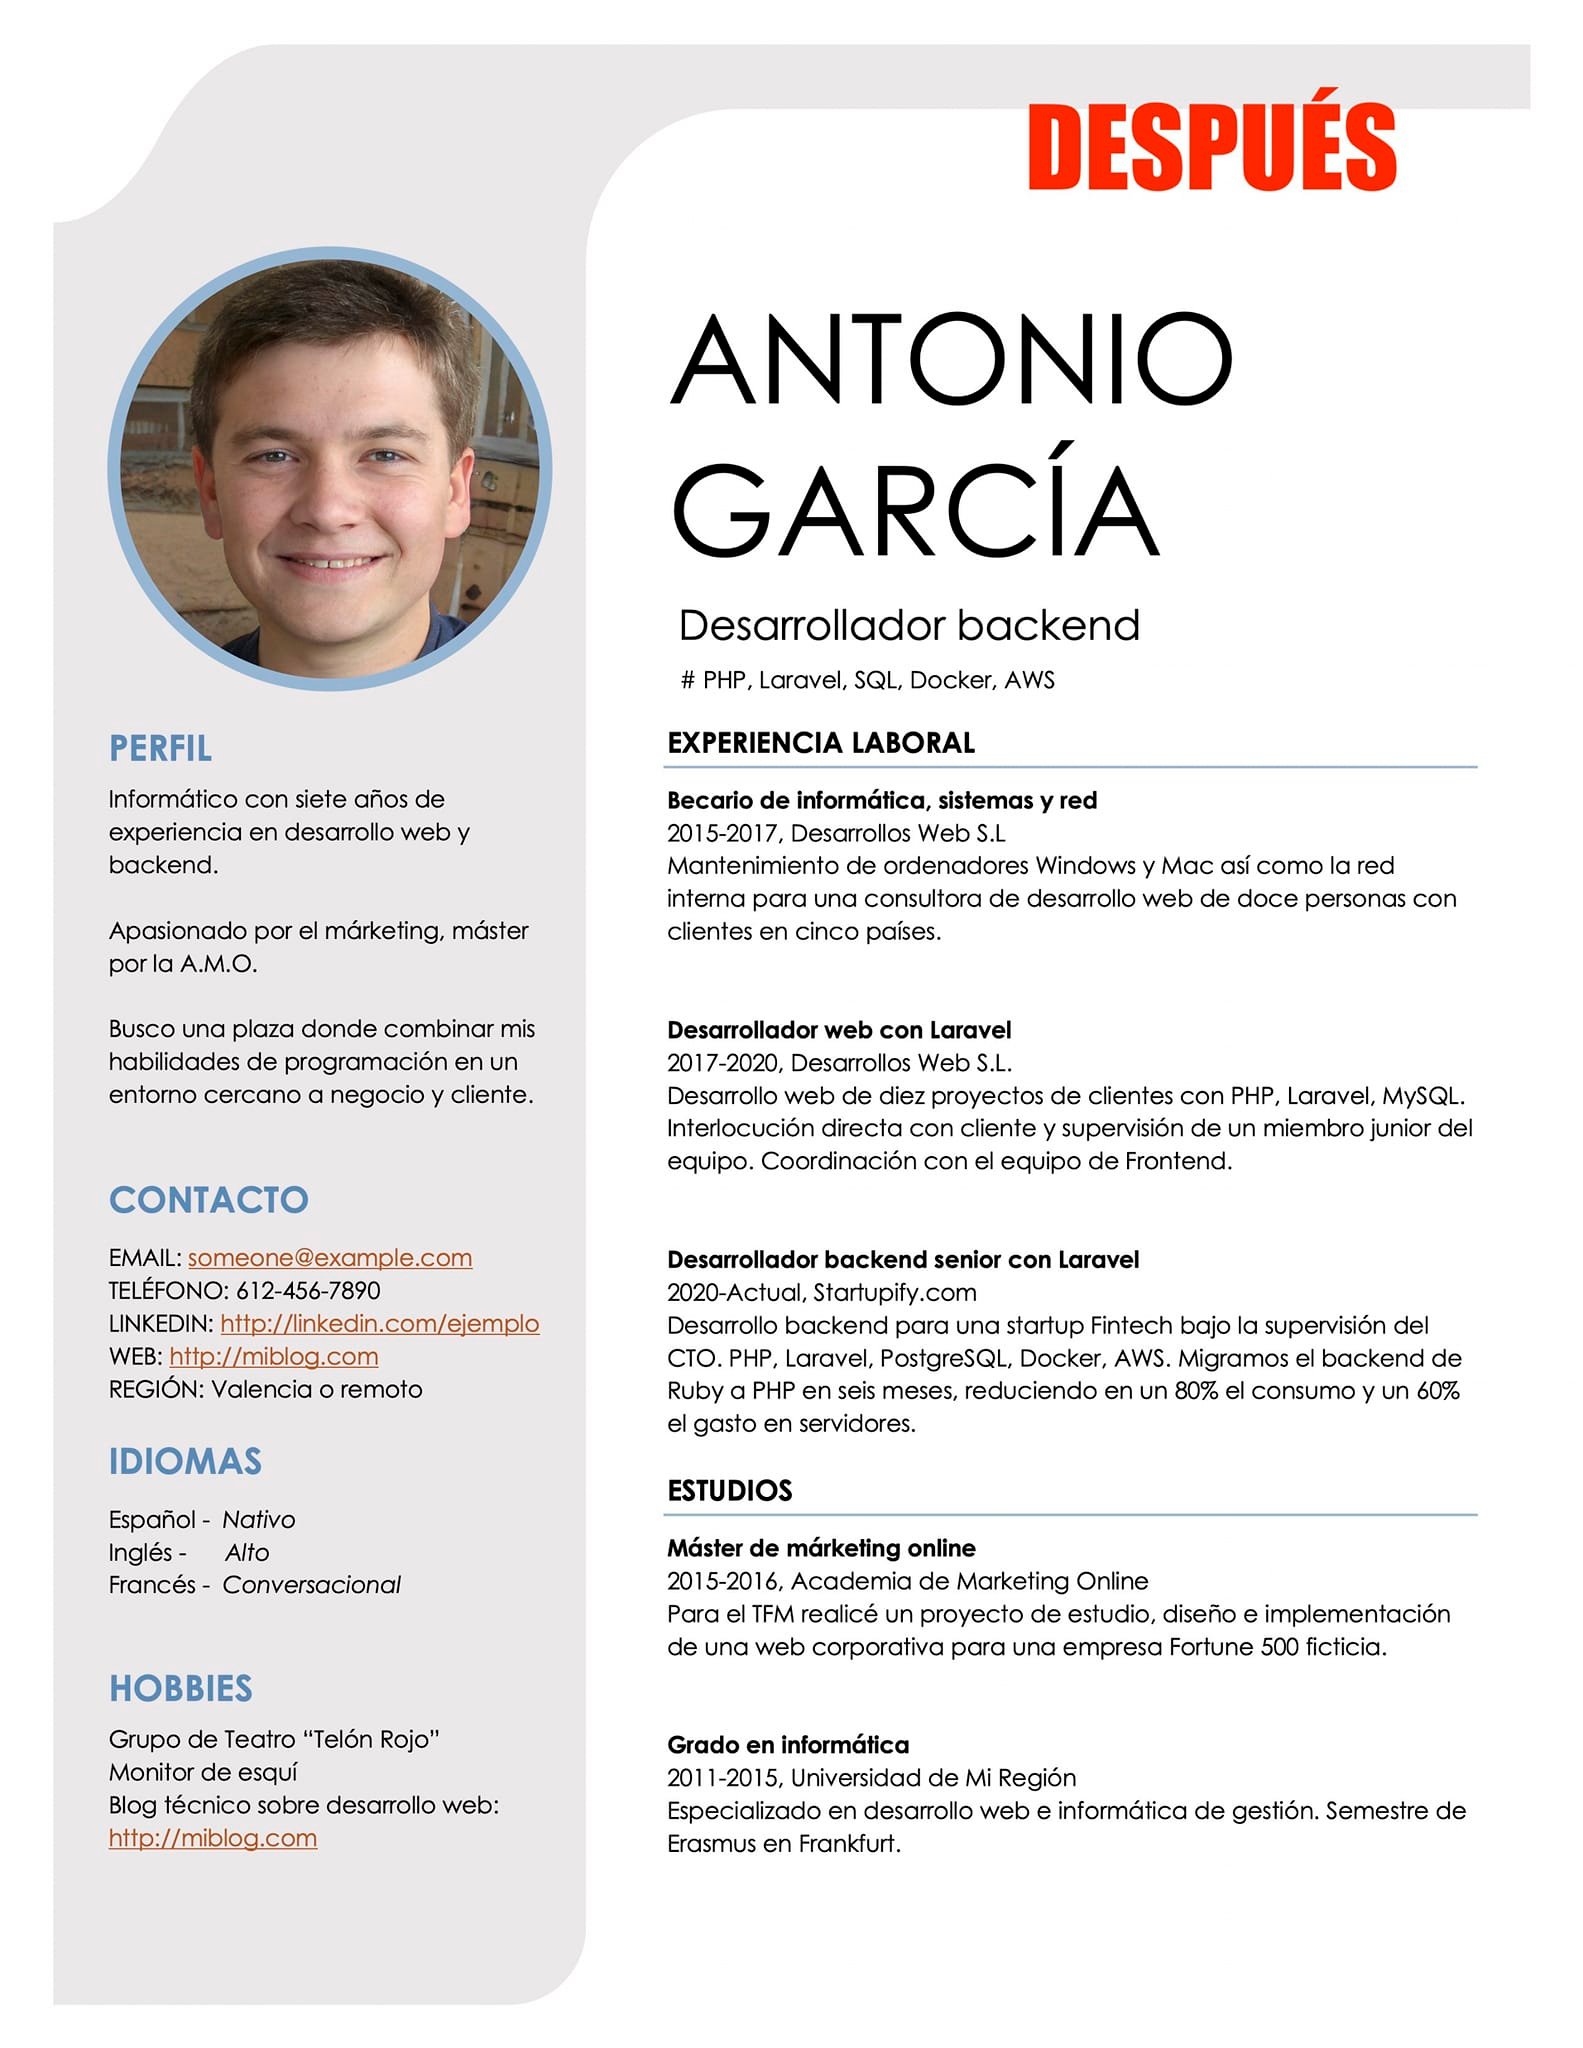 DESPUÉS
ANTONIO
GARCÍA
Desarrollador backend
# PHP, Laravel, SQL, Docker, AWS
PERFIL
Informático con siete años de
experiencia en desarrollo web y
backend.
Apasionado por el márketing, máster
por la A.M.O.
Busco una plaza donde combinar mis
habilidades de programación en un
entorno cercano a negocio y cliente.
CONTACTO
EMAIL: someone@example.com
TELÉFONO: 612-456-7890
LINKEDIN: http://linkedin.com/ejemplo
WEB: http://miblog.com
REGIÓN: Valencia o remoto
IDIOMAS
Español - Nativo
Inglés - Alto
Francés - Conversacional
HOBBIES
Grupo de Teatro “Telón Rojo”
Monitor de esquí
Blog técnico sobre desarrollo web:
http://miblog.com
EXPERIENCIA LABORAL
Becario de informática, sistemas y red
2015-2017, Desarrollos Web S.L
Mantenimiento de ordenadores Windows y Mac así como la red
interna para una consultora de desarrollo web de doce personas con
clientes en cinco países.
Desarrollador web con Laravel
2017-2020, Desarrollos Web S.L.
Desarrollo web de diez proyectos de clientes con PHP, Laravel, MySQL.
Interlocución directa con cliente y supervisión de un miembro junior del
equipo. Coordinación con el equipo de Frontend.
Desarrollador backend senior con Laravel
2020-Actual, Startupify.com
Desarrollo backend para una startup Fintech bajo la supervisión del
CTO. PHP, Laravel, PostgreSQL, Docker, AWS. Migramos el backend de
Ruby a PHP en seis meses, reduciendo en un 80% el consumo y un 60%
el gasto en servidores.
ESTUDIOS
Máster de márketing online
2015-2016, Academia de Marketing Online
Para el TFM realicé un proyecto de estudio, diseño e implementación
de una web corporativa para una empresa Fortune 500 ficticia.
Grado en informática
2011-2015, Universidad de Mi Región
Especializado en desarrollo web e informática de gestión. Semestre de
Erasmus en Frankfurt.